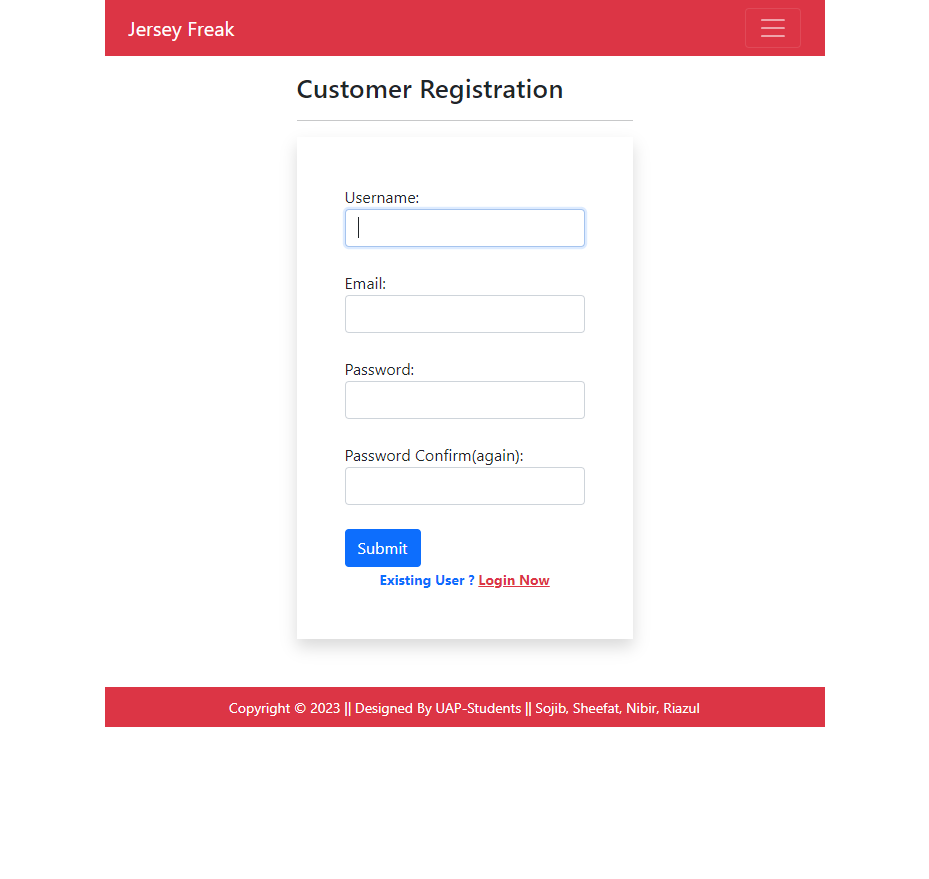 Jersey Freak
Customer Registration
Username:
Email:
Password:
Password Confirm(again):
Submit
Existing User ? Login Now
Copyright © 2023 || Designed By UAP-Students || Sojib, Sheefat, Nibir, Riazul